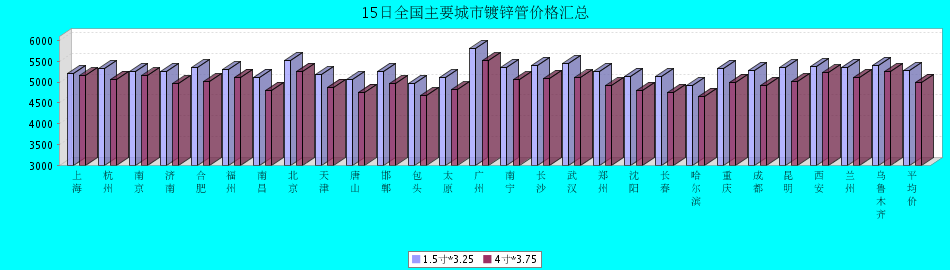 15日全国主要城市镀锌管价格汇总
6000
5500
5000
4500
4000
3500
3000
上海
杭州
南京
济南
合肥
福州
南昌
北京
天津
唐山
邯郸
包头
太原
广州
南宁
长沙
武汉
郑州
沈阳
长春
哈尔滨
重庆
成都
昆明
西安
兰州
乌鲁木齐
平均价
1.5寸*3.25
4寸*3.75